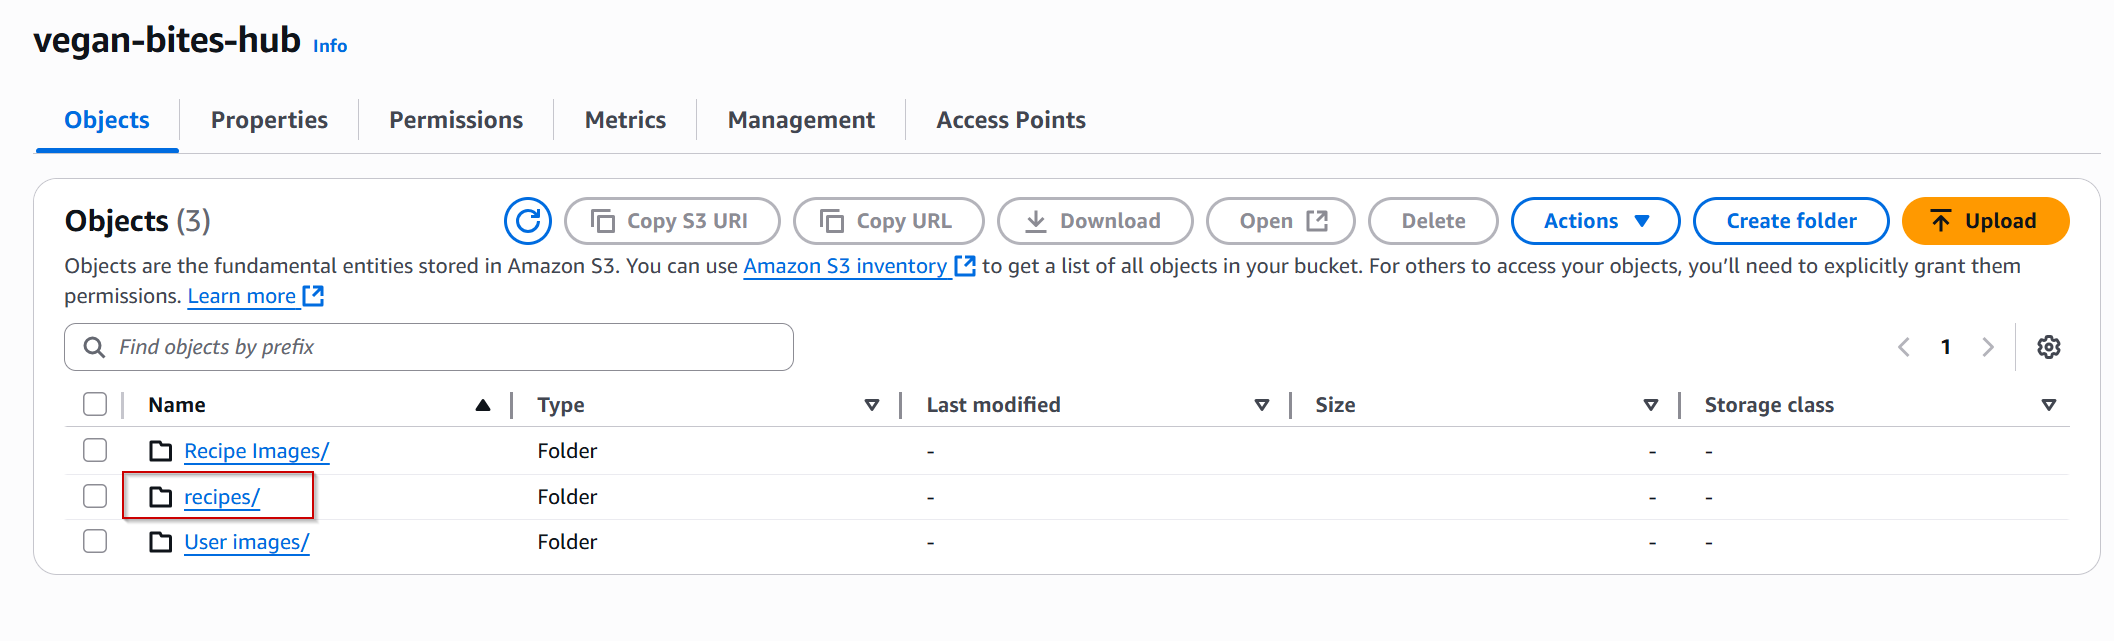 vegan-bites-hub Info
Objects Properties Permissions Metrics Management Access Points
Objects (3) Copy S3 URI Copy URL Download Open Delete Actions Create folder Upload
Objects are the fundamental entities stored in Amazon S3. You can use Amazon S3 inventory to get a list of all objects in your bucket. For others to access your objects, you’ll need to explicitly grant them
permissions. Learn more
Find objects by prefix 1
Name Type Last modified Size Storage class
Recipe Images/ Folder - - -
recipes/ Folder - - -
User images/ Folder - - -